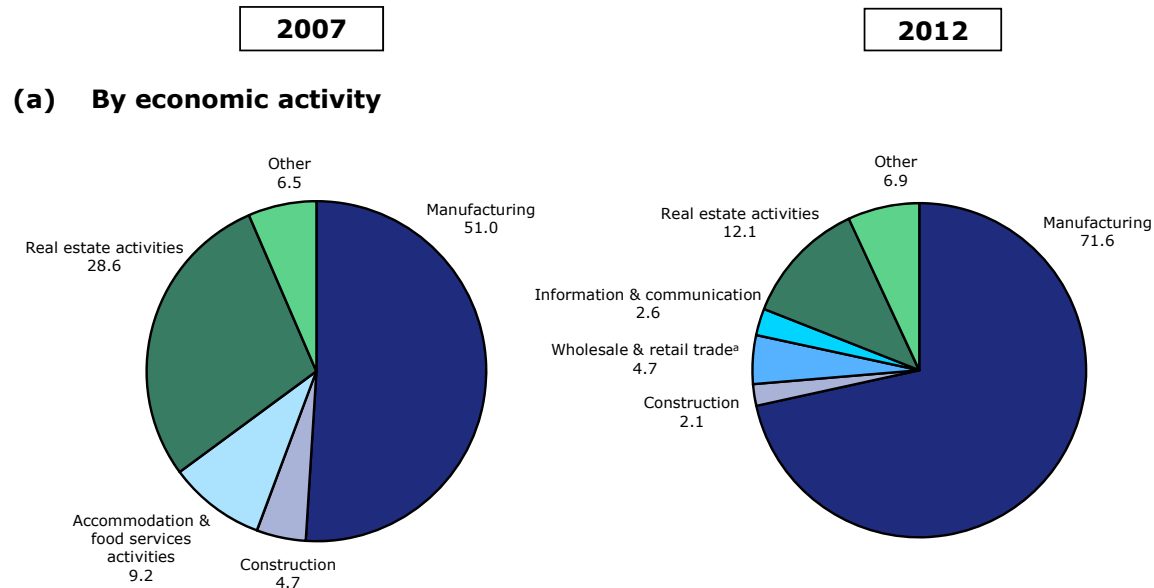 2007
2012
(a) By economic activity
Other
6.5
Manufacturing
51.0
Real estate activities
28.6
Accommodation &
food services
activities
9.2
Construction
4.7
Other
6.9
Manufacturing
71.6
Real estate activities
12.1
Information & communication
2.6
Wholesale & retail tradeᵃ
4.7
Construction
2.1